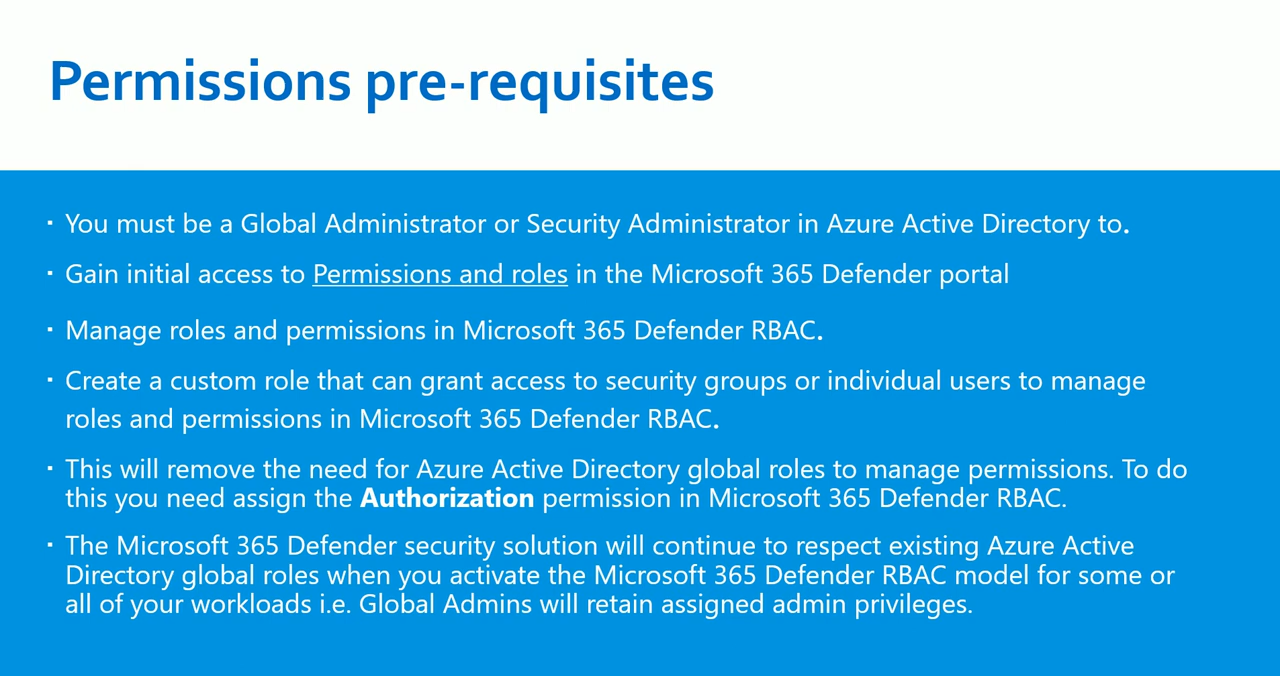 Permissions pre-requisites
▪ You must be a Global Administrator or Security Administrator in Azure Active Directory to.
▪ Gain initial access to Permissions and roles in the Microsoft 365 Defender portal
▪ Manage roles and permissions in Microsoft 365 Defender RBAC.
▪ Create a custom role that can grant access to security groups or individual users to manage
roles and permissions in Microsoft 365 Defender RBAC.
▪ This will remove the need for Azure Active Directory global roles to manage permissions. To do
this you need assign the Authorization permission in Microsoft 365 Defender RBAC.
▪ The Microsoft 365 Defender security solution will continue to respect existing Azure Active
Directory global roles when you activate the Microsoft 365 Defender RBAC model for some or
all of your workloads i.e. Global Admins will retain assigned admin privileges.